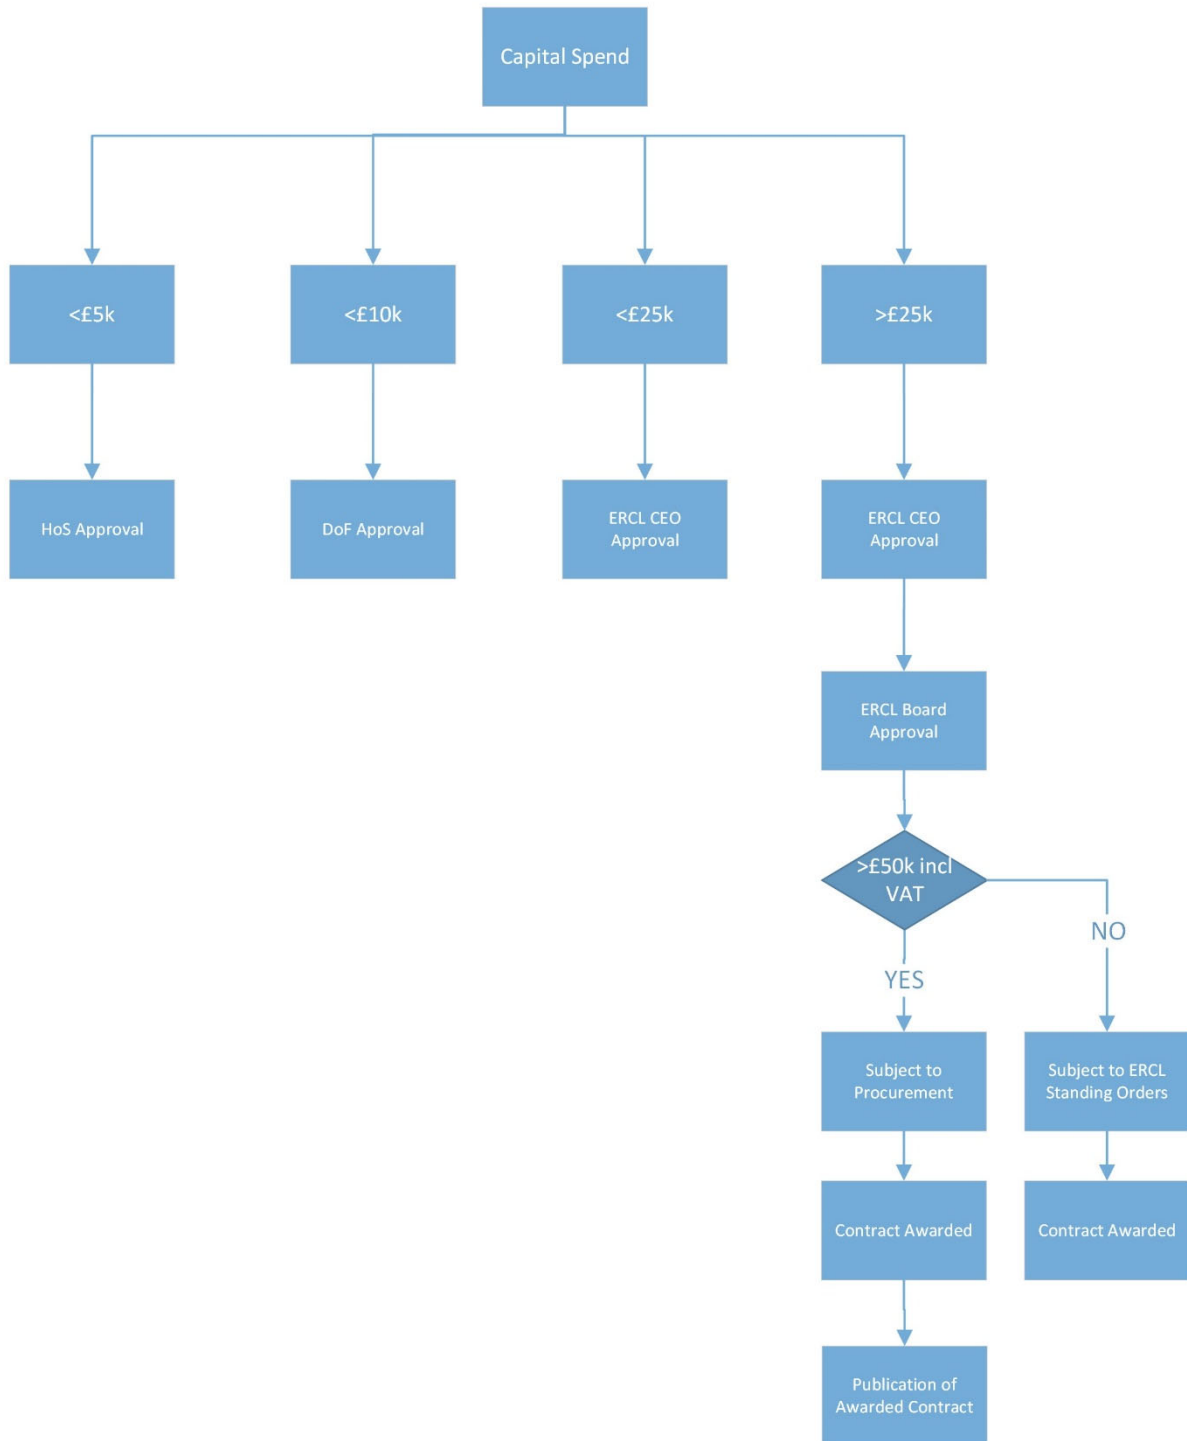 Capital Spend
<£5k
<£10k
<£25k
>£25k
HoS Approval
DoF Approval
ERCL CEO
Approval
ERCL CEO
Approval
ERCL Board
Approval
>£50k incl
VAT
NO
YES
Subject to
Procurement
Subject to ERCL
Standing Orders
Contract Awarded
Contract Awarded
Publication of
Awarded Contract